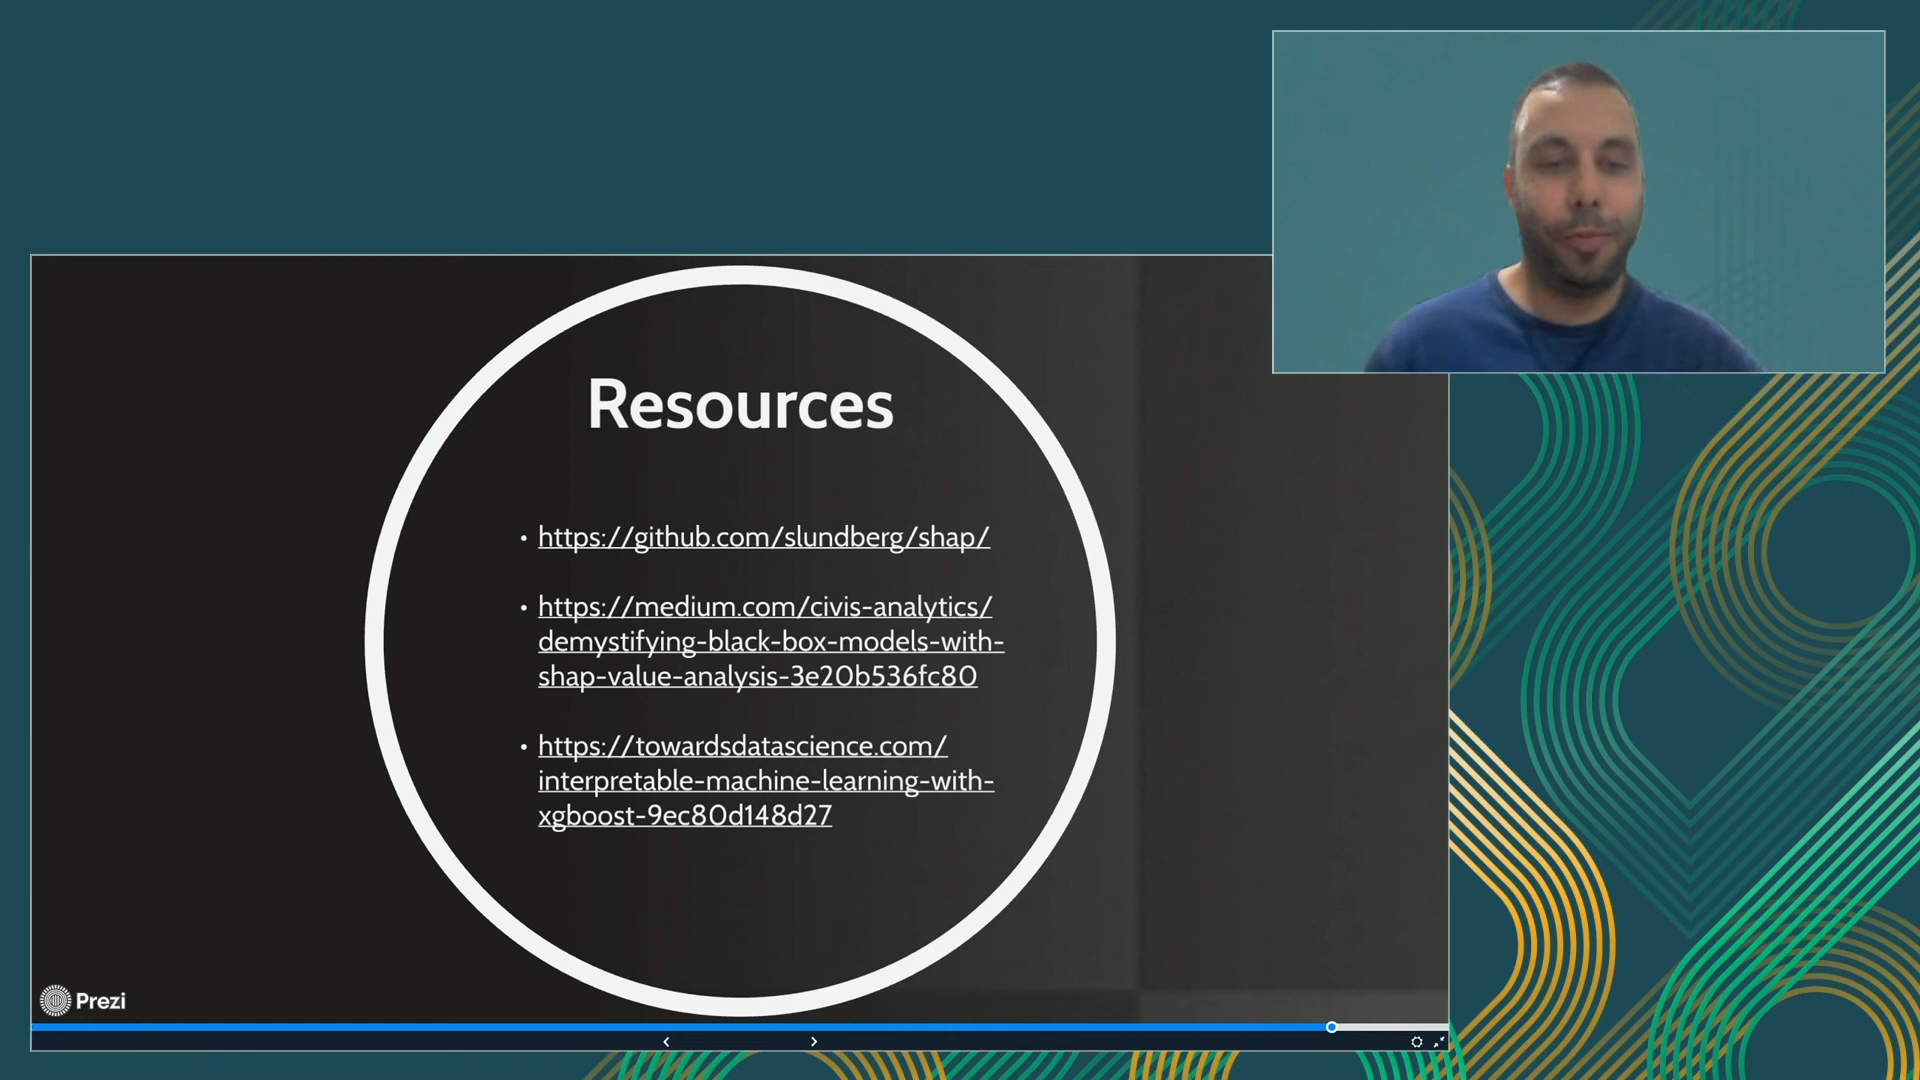 Resources
• https://github.com/slundberg/shap/
• https://medium.com/civis-analytics/
demystifying-black-box-models-with-
shap-value-analysis-3e20b536fc80
• https://towardsdatascience.com/
interpretable-machine-learning-with-
xgboost-9ec80d148d27
Prezi